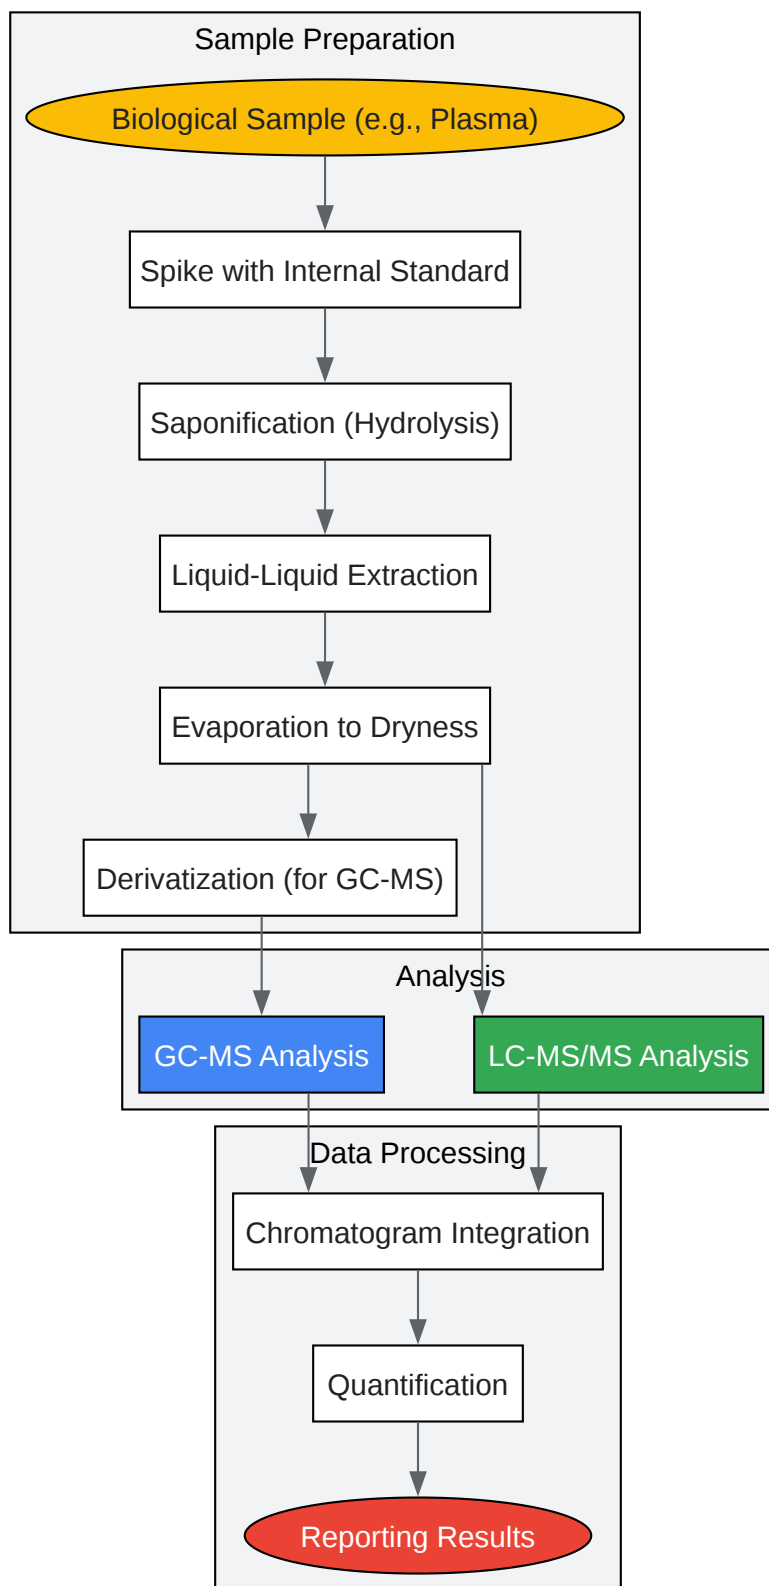 Sample Preparation
Biological Sample (e.g., Plasma)
Spike with Internal Standard
Saponification (Hydrolysis)
Liquid-Liquid Extraction
Evaporation to Dryness
Derivatization (for GC-MS)
Analysis
GC-MS Analysis
LC-MS/MS Analysis
Data Processing
Chromatogram Integration
Quantification
Reporting Results